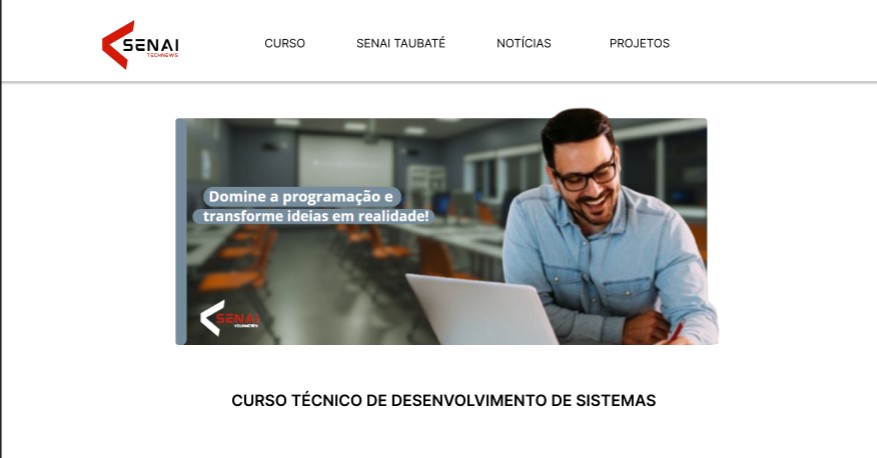 SENAI
TECHNEWS
CURSO SENAI TAUBATÉ NOTÍCIAS PROJETOS
Domine a programação e
transforme ideias em realidade!
SENAI
TECHNEWS
CURSO TÉCNICO DE DESENVOLVIMENTO DE SISTEMAS